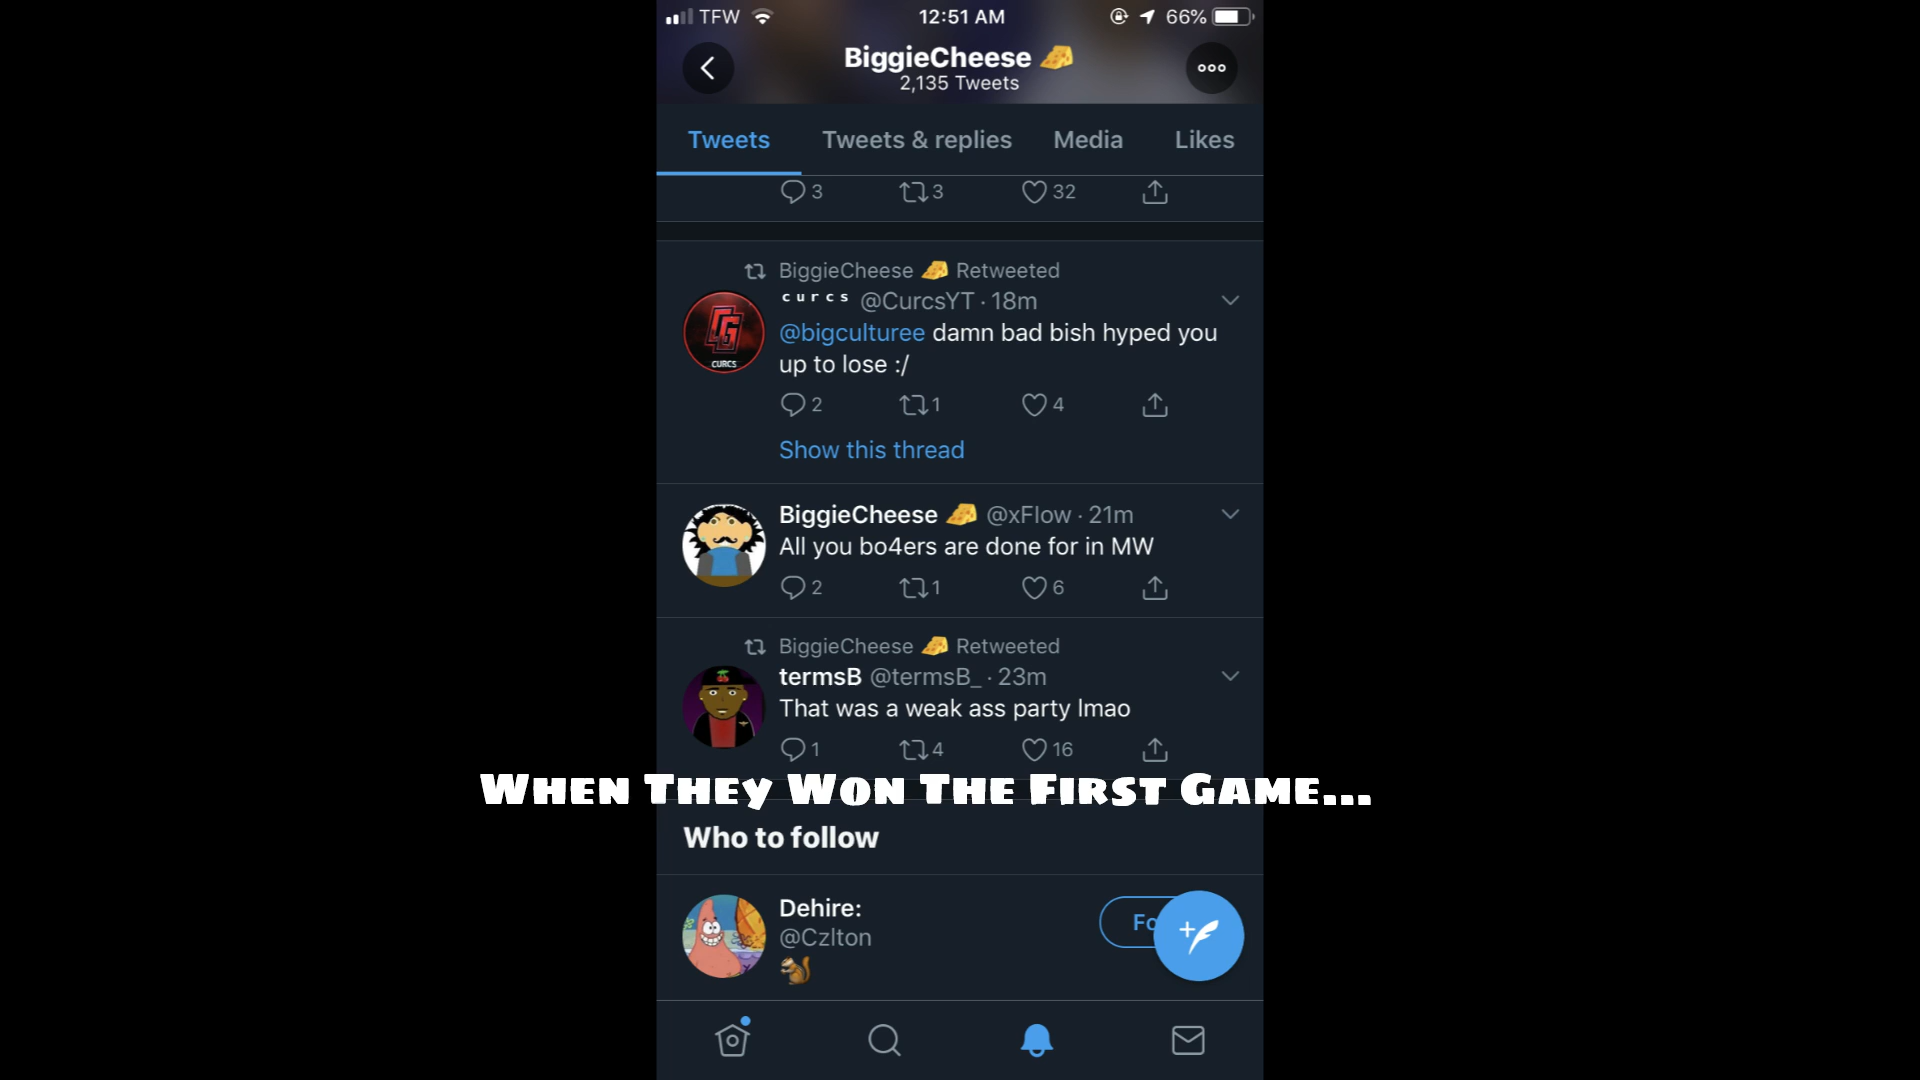 TFW 12:51 AM 66%
BiggieCheese 🧀
2,135 Tweets
Tweets Tweets & replies Media Likes
3 3 32
BiggieCheese 🧀 Retweeted
ᶜᵘʳᶜˢ @CurcsYT · 18m
@bigculturee damn bad bish hyped you
up to lose :/
CURCS
2 1 4
Show this thread
BiggieCheese 🧀 @xFlow · 21m
All you bo4ers are done for in MW
2 1 6
BiggieCheese 🧀 Retweeted
termsB @termsB_ · 23m
That was a weak ass party lmao
1 4 16
When They Won The First Game...
Who to follow
Dehire:
@Czlton
🐿️
Fo